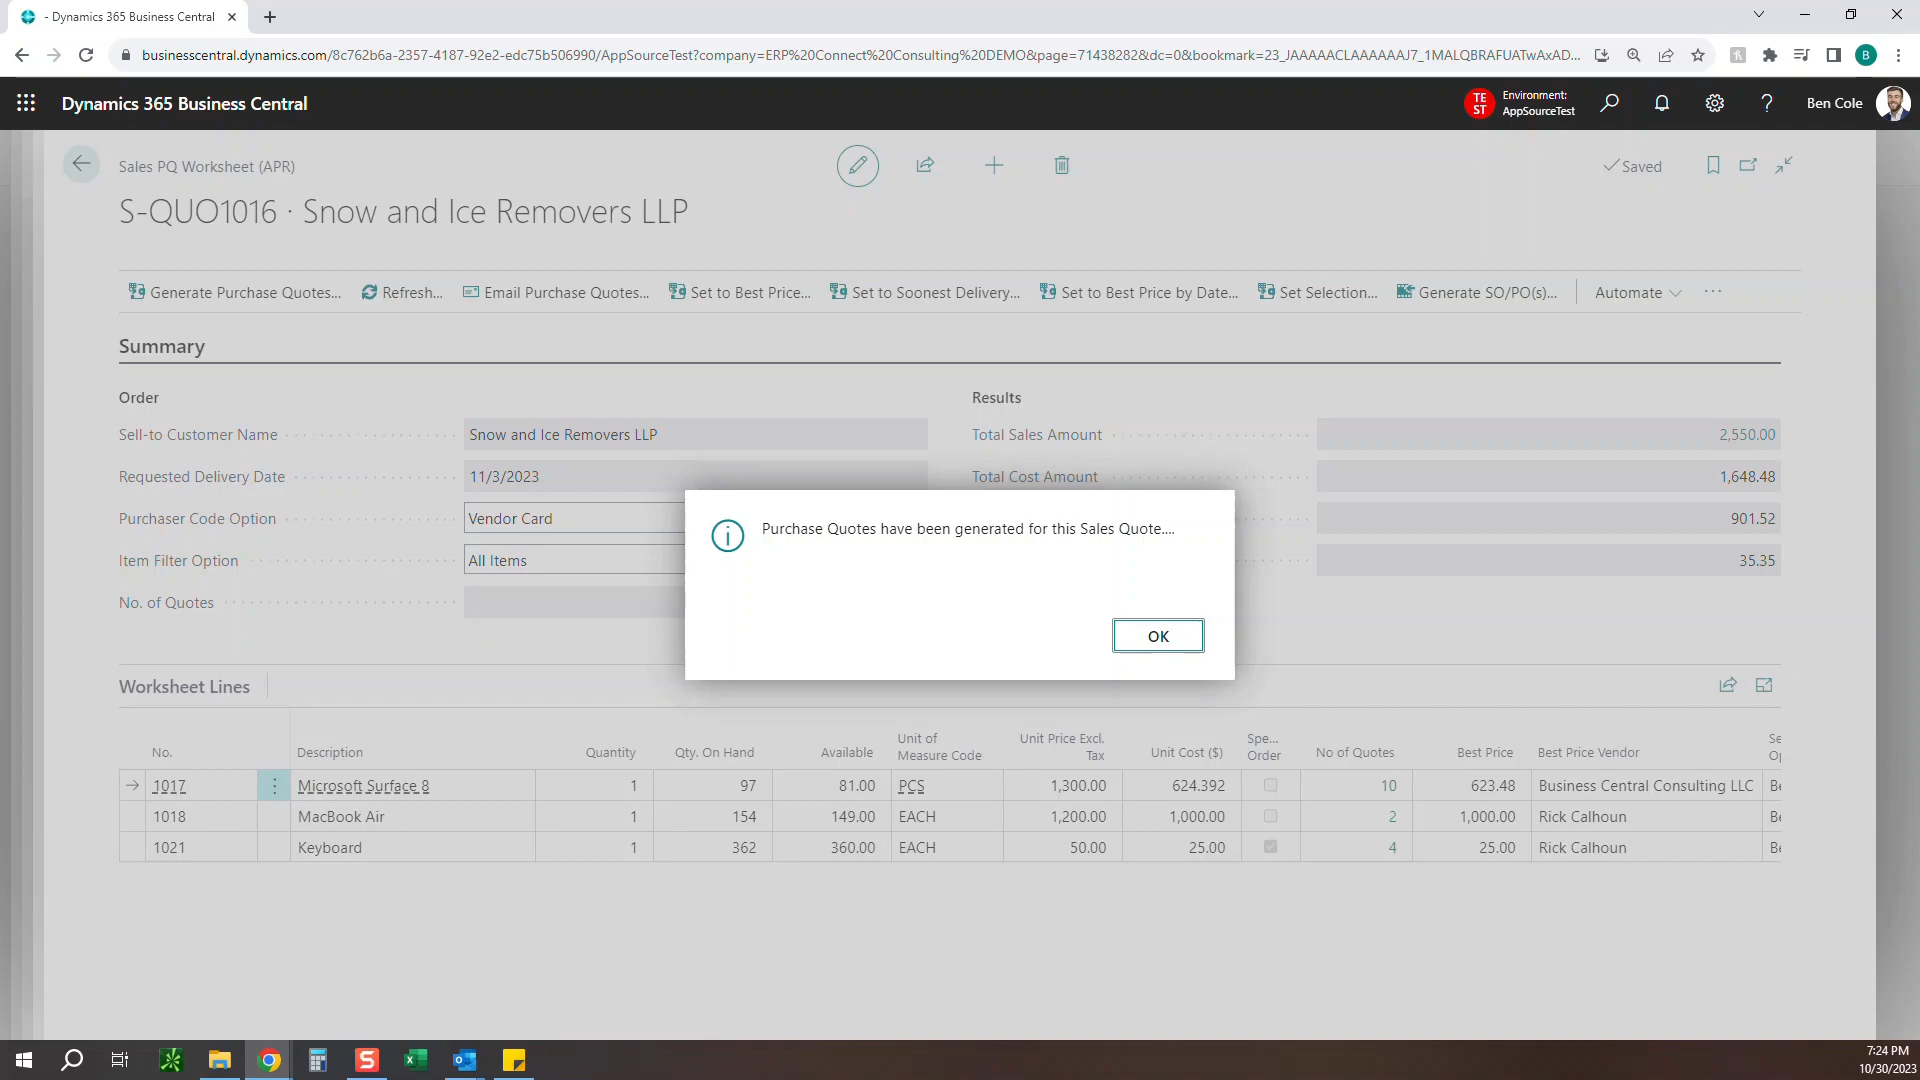 - Dynamics 365 Business Central
businesscentral.dynamics.com/8c762b6a-2357-4187-92e2-edc75b506990/AppSourceTest?company=ERP%20Connect%20Consulting%20DEMO&page=71438282&dc=0&bookmark=23_JAAAAACLAAAAAAJ7_1MALQBRAFUATwAxAD...
B
Dynamics 365 Business Central
TE
ST
Environment:
AppSourceTest
Ben Cole
Sales PQ Worksheet (APR)
Saved
S-QUO1016 · Snow and Ice Removers LLP
Generate Purchase Quotes... Refresh... Email Purchase Quotes... Set to Best Price... Set to Soonest Delivery... Set to Best Price by Date... Set Selection... Generate SO/PO(s)... Automate ...
Summary
Order
Results
Sell-to Customer Name Snow and Ice Removers LLP
Total Sales Amount 2,550.00
Requested Delivery Date 11/3/2023
Total Cost Amount 1,648.48
Purchaser Code Option Vendor Card
901.52
Item Filter Option All Items
35.35
No. of Quotes
Purchase Quotes have been generated for this Sales Quote....
OK
Worksheet Lines
No. Description Quantity Qty. On Hand Available Unit of Measure Code Unit Price Excl. Tax Unit Cost ($) Spe... Order No of Quotes Best Price Best Price Vendor Se
1017 Microsoft Surface 8 1 97 81.00 PCS 1,300.00 624.392 10 623.48 Business Central Consulting LLC Be
1018 MacBook Air 1 154 149.00 EACH 1,200.00 1,000.00 2 1,000.00 Rick Calhoun Be
1021 Keyboard 1 362 360.00 EACH 50.00 25.00 4 25.00 Rick Calhoun Be
7:24 PM
10/30/2023